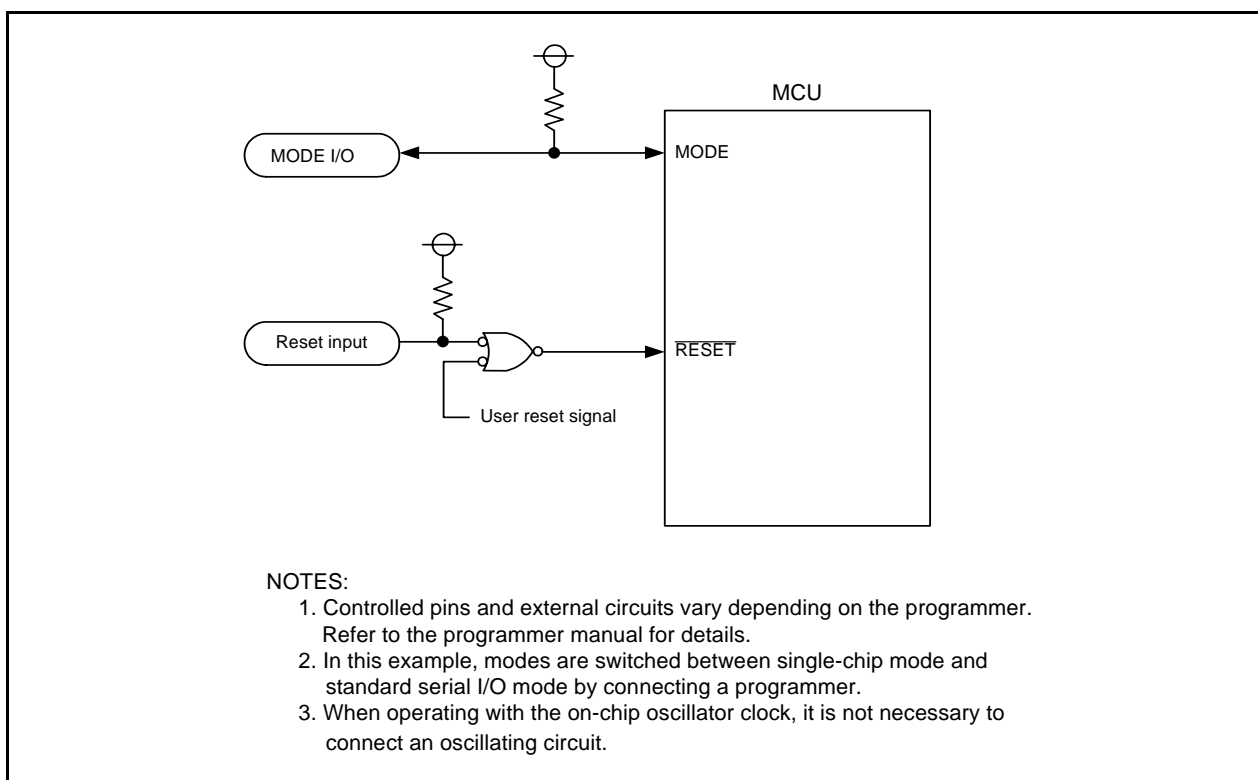 MCU
MODE I/O
MODE
Reset input
RESET
User reset signal
NOTES:
1. Controlled pins and external circuits vary depending on the programmer.
Refer to the programmer manual for details.
2. In this example, modes are switched between single-chip mode and
standard serial I/O mode by connecting a programmer.
3. When operating with the on-chip oscillator clock, it is not necessary to
connect an oscillating circuit.